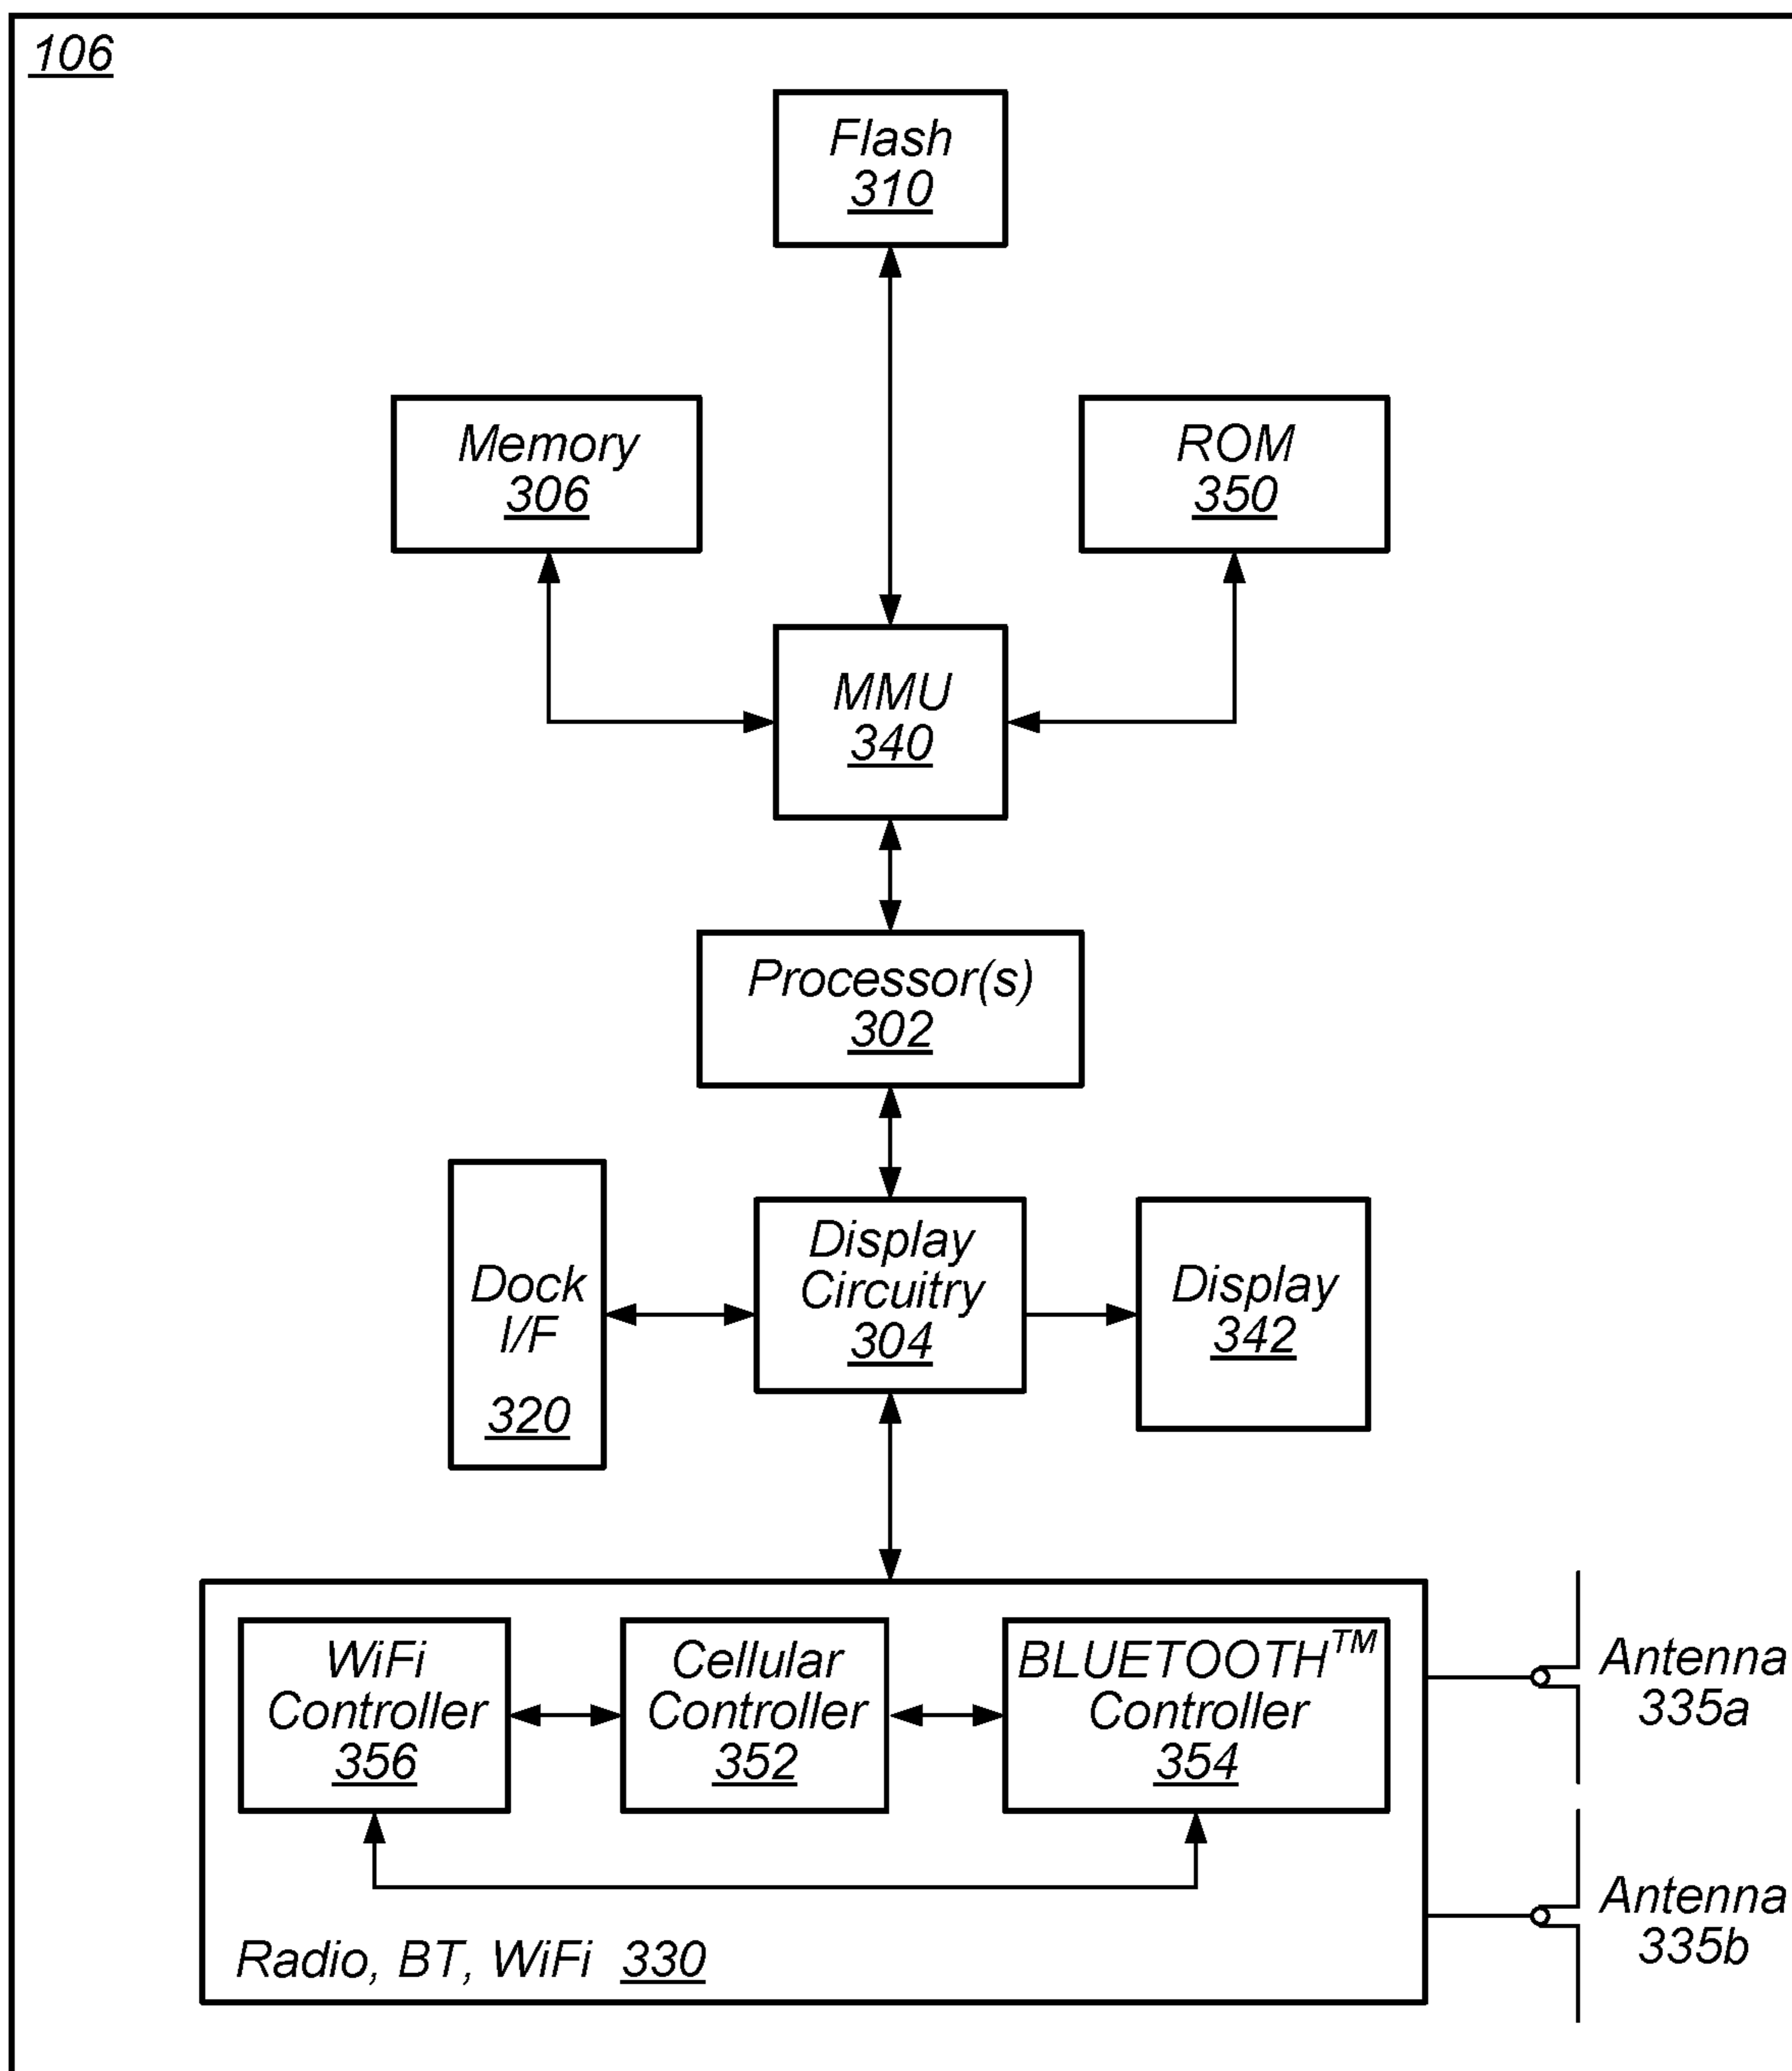 106
Flash
310
Memory
306
ROM
350
MMU
340
Processor(s)
302
Dock
I/F
320
Display
Circuitry
304
Display
342
WiFi
Controller
356
Cellular
Controller
352
BLUETOOTH™
Controller
354
Radio, BT, WiFi 330
Antenna
335a
Antenna
335b